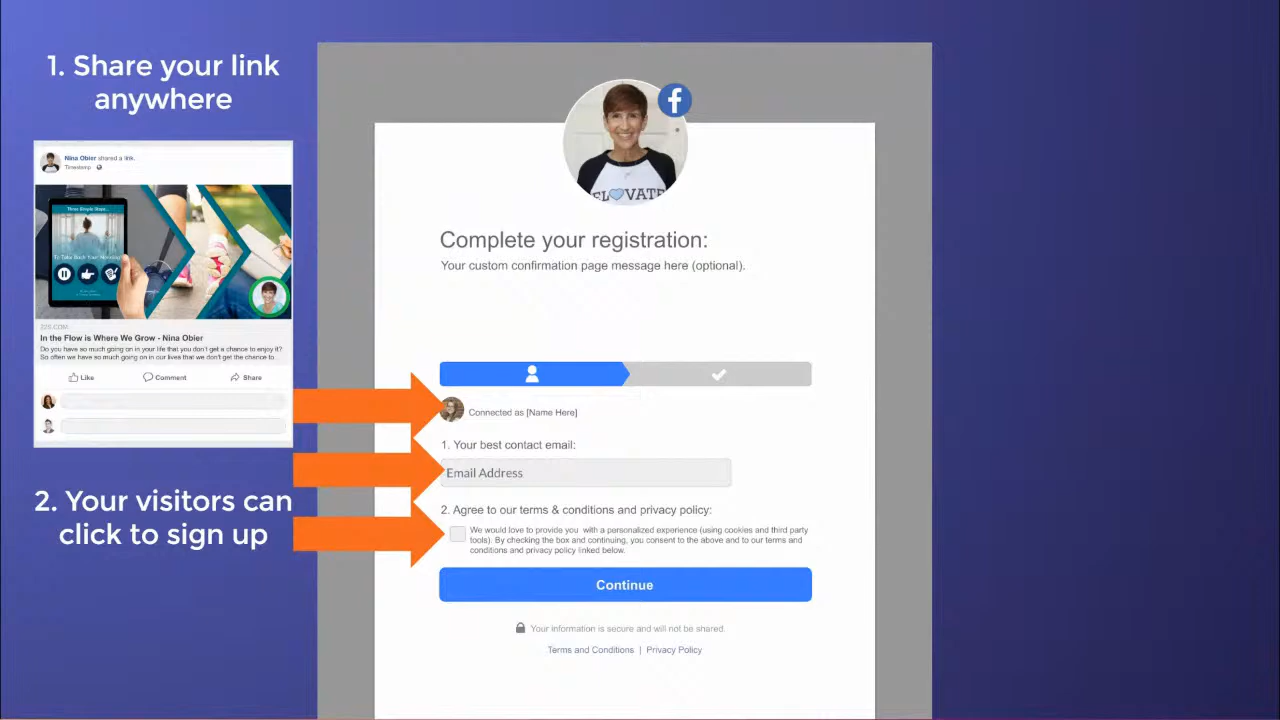 1. Share your link
anywhere
Nina Obier shared a link.
Timestamp
Three Simple Steps...
To Take Back Your
225.COM
In the Flow is Where We Grow - Nina Obier
Do you have so much going on in your life that you don't get a chance to enjoy it?
So often we have so much going on in our lives that we don't get the chance to
Like
Comment
Share
2. Your visitors can
click to sign up
f
ELOVATE
Complete your registration:
Your custom confirmation page message here (optional).
Connected as [Name Here]
1. Your best contact email:
Email Address
2. Agree to our terms & conditions and privacy policy:
We would love to provide you with a personalized experience (using cookies and third party
tools). By checking the box and continuing, you consent to the above and to our terms and
conditions and privacy policy linked below.
Continue
Your information is secure and will not be shared.
Terms and Conditions | Privacy Policy